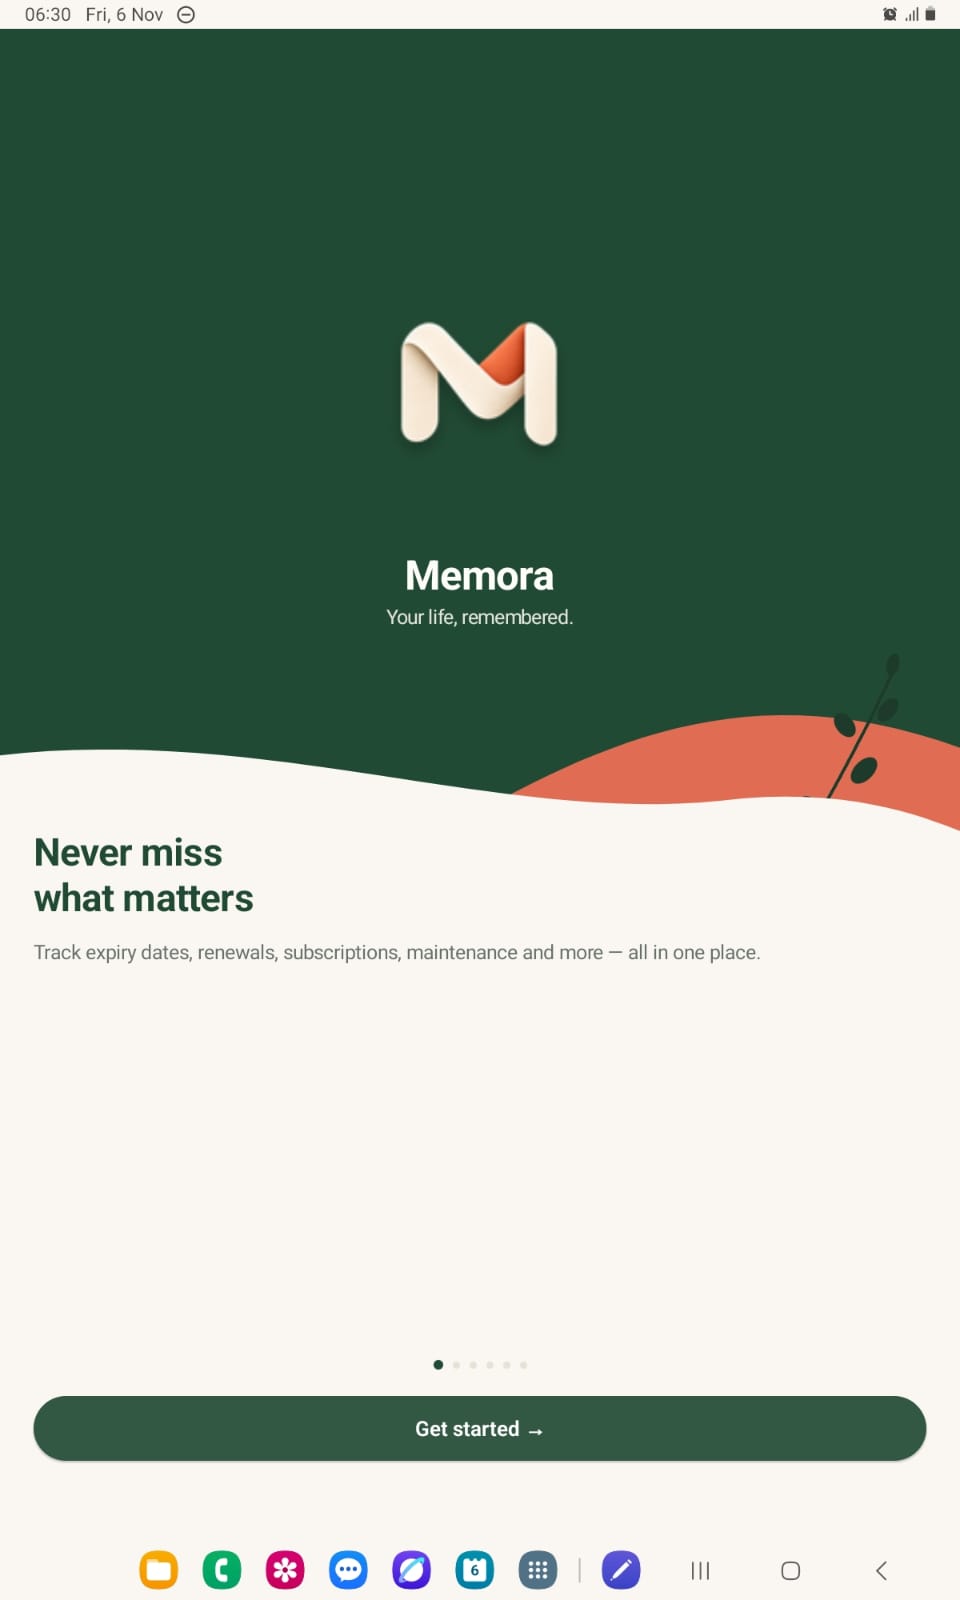 06:30 Fri, 6 Nov
Memora
Your life, remembered.
Never miss
what matters
Track expiry dates, renewals, subscriptions, maintenance and more — all in one place.
Get started →
6